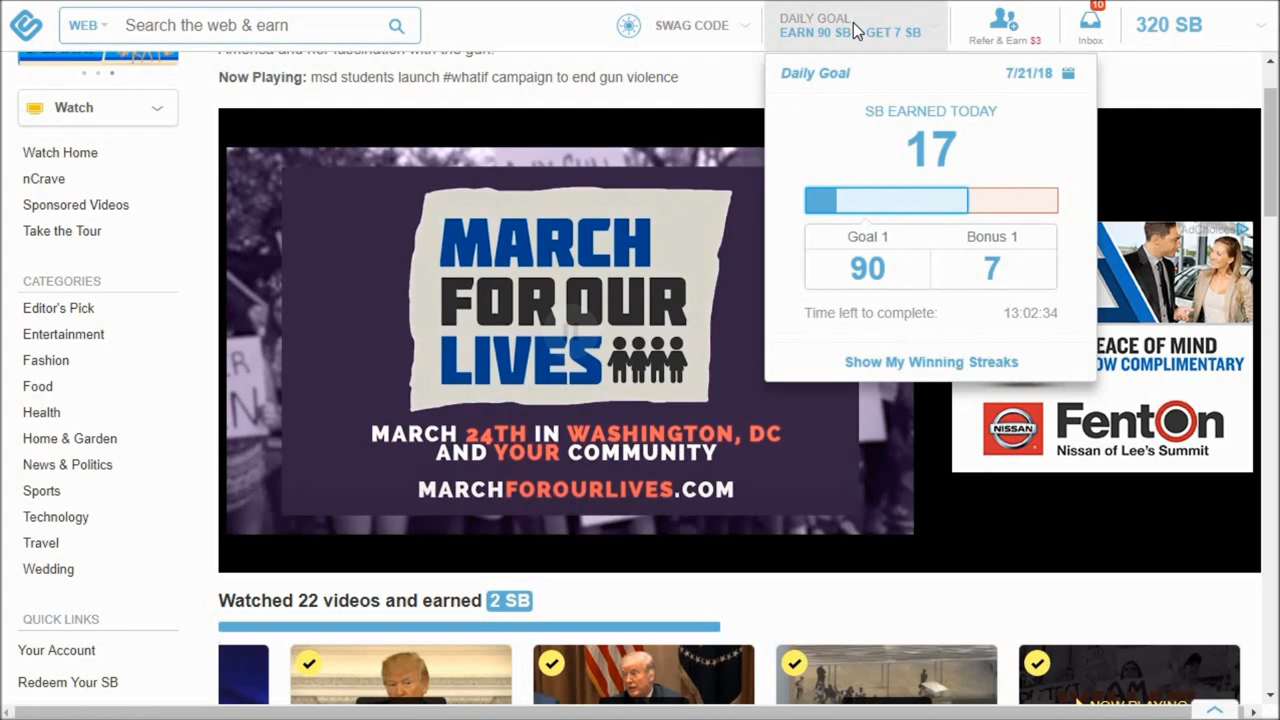 WEB
Search the web & earn
SWAG CODE
DAILY GOAL
EARN 90 SB GET 7 SB
Refer & Earn $3
10
Inbox
320 SB
Now Playing: msd students launch #whatif campaign to end gun violence
Daily Goal 7/21/18
SB EARNED TODAY
17
Goal 1 Bonus 1
90 7
Time left to complete: 13:02:34
Show My Winning Streaks
Watch
Watch Home
nCrave
Sponsored Videos
Take the Tour
CATEGORIES
Editor's Pick
Entertainment
Fashion
Food
Health
Home & Garden
News & Politics
Sports
Technology
Travel
Wedding
QUICK LINKS
Your Account
Redeem Your SB
MARCH
FOR OUR
LIVES
MARCH 24TH IN WASHINGTON, DC
AND YOUR COMMUNITY
MARCHFOROURLIVES.COM
AdChoices
EACE OF MIND
OW COMPLIMENTARY
NISSAN
Fenton
Nissan of Lee's Summit
Watched 22 videos and earned 2 SB
NOW PLAYING